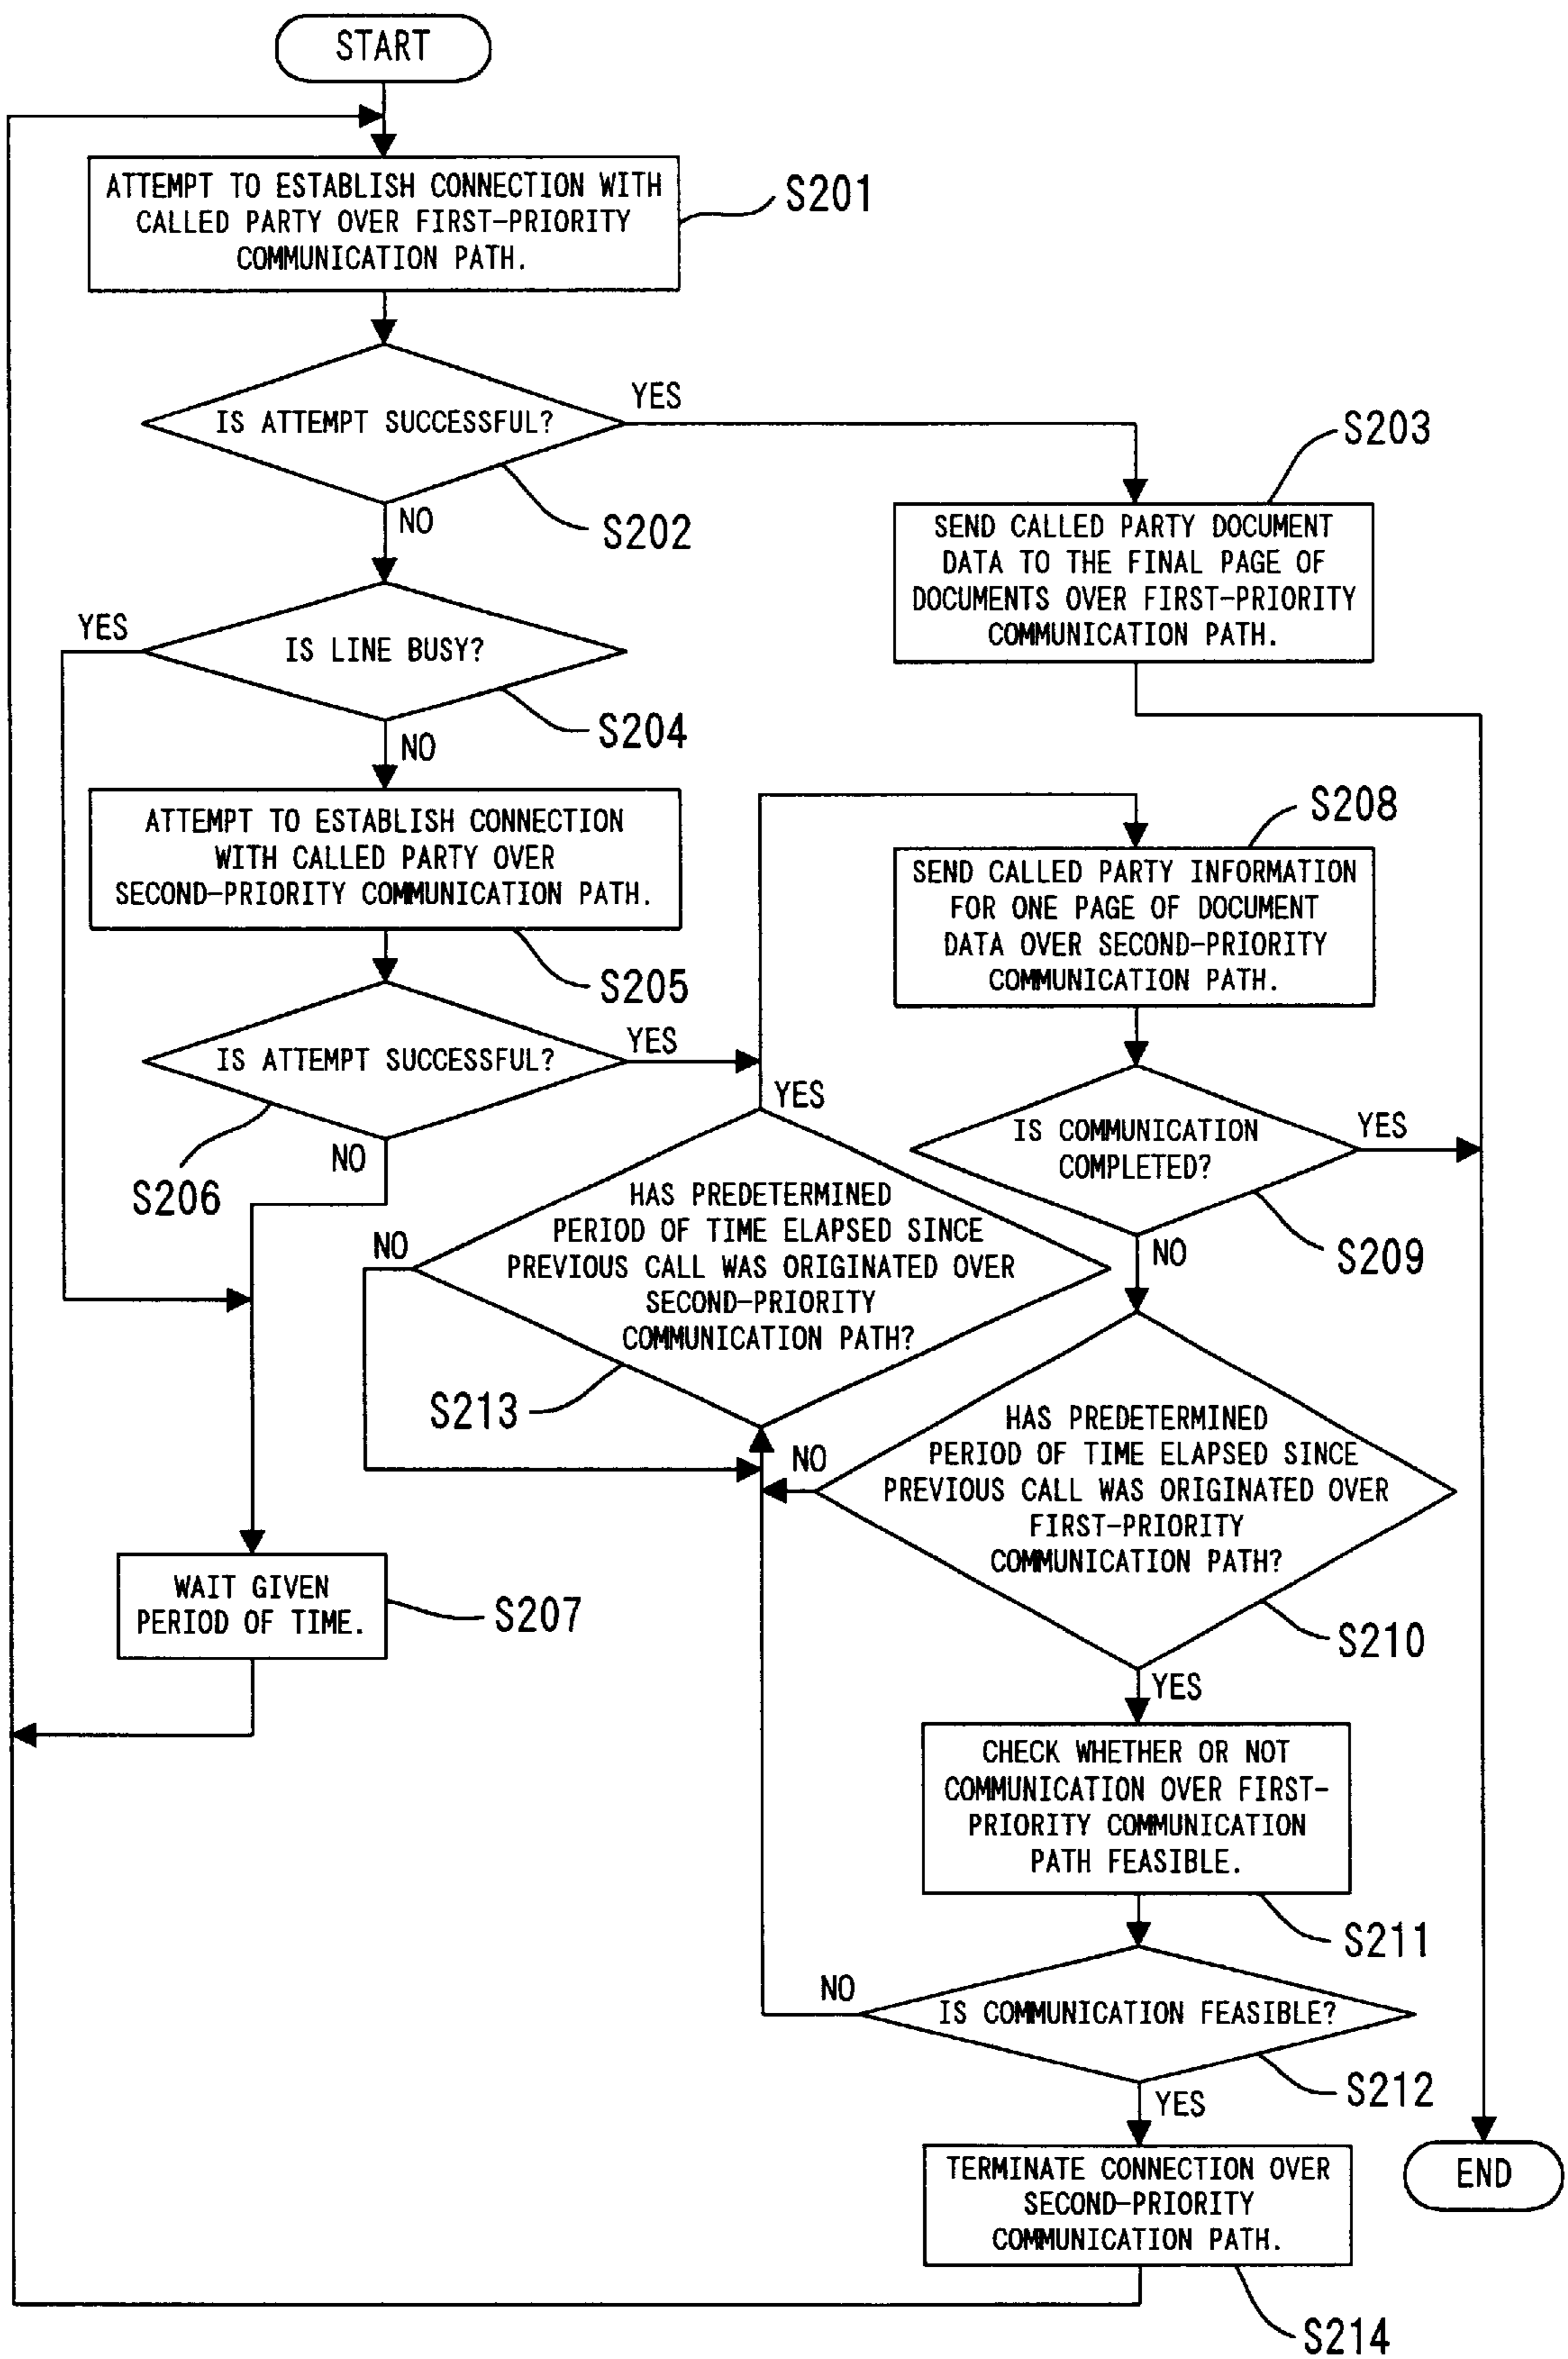 START
ATTEMPT TO ESTABLISH CONNECTION WITH
CALLED PARTY OVER FIRST-PRIORITY
COMMUNICATION PATH.
S201
IS ATTEMPT SUCCESSFUL?
YES
NO
S202
S203
SEND CALLED PARTY DOCUMENT
DATA TO THE FINAL PAGE OF
DOCUMENTS OVER FIRST-PRIORITY
COMMUNICATION PATH.
YES
IS LINE BUSY?
NO
S204
ATTEMPT TO ESTABLISH CONNECTION
WITH CALLED PARTY OVER
SECOND-PRIORITY COMMUNICATION PATH.
S205
IS ATTEMPT SUCCESSFUL?
YES
NO
S206
S208
SEND CALLED PARTY INFORMATION
FOR ONE PAGE OF DOCUMENT
DATA OVER SECOND-PRIORITY
COMMUNICATION PATH.
IS COMMUNICATION
COMPLETED?
YES
NO
S209
YES
HAS PREDETERMINED
PERIOD OF TIME ELAPSED SINCE
PREVIOUS CALL WAS ORIGINATED OVER
SECOND-PRIORITY
COMMUNICATION PATH?
NO
S213
NO
HAS PREDETERMINED
PERIOD OF TIME ELAPSED SINCE
PREVIOUS CALL WAS ORIGINATED OVER
FIRST-PRIORITY
COMMUNICATION PATH?
S210
YES
WAIT GIVEN
PERIOD OF TIME.
S207
CHECK WHETHER OR NOT
COMMUNICATION OVER FIRST-
PRIORITY COMMUNICATION
PATH FEASIBLE.
S211
NO
IS COMMUNICATION FEASIBLE?
S212
YES
TERMINATE CONNECTION OVER
SECOND-PRIORITY
COMMUNICATION PATH.
S214
END